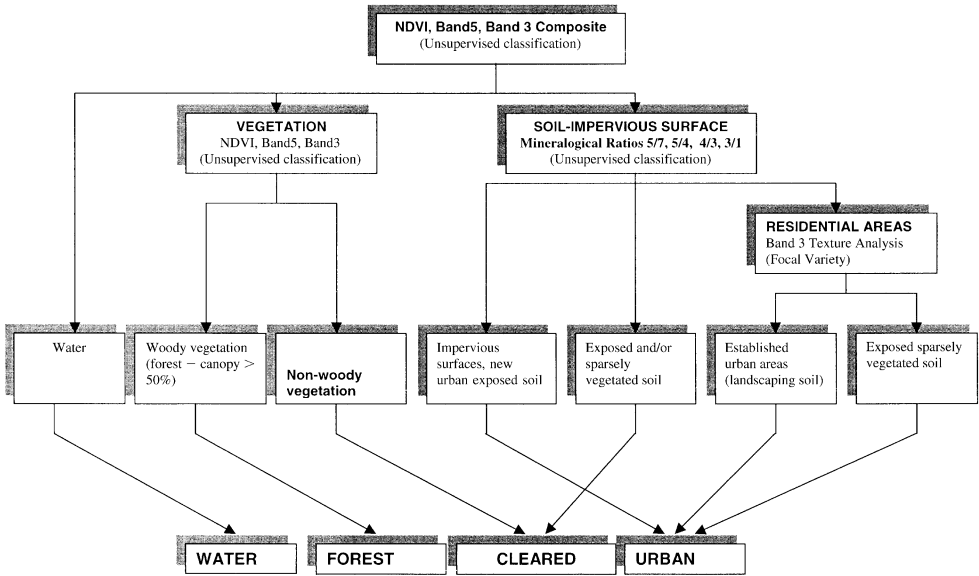 NDVI, Band5, Band 3 Composite
(Unsupervised classification)
VEGETATION
NDVI, Band5, Band3
(Unsupervised classification)
SOIL-IMPERVIOUS SURFACE
Mineralogical Ratios 5/7, 5/4, 4/3, 3/1
(Unsupervised classification)
RESIDENTIAL AREAS
Band 3 Texture Analysis
(Focal Variety)
Water
Woody vegetation
(forest − canopy >
50%)
Non-woody
vegetation
Impervious
surfaces, new
urban exposed soil
Exposed and/or
sparsely
vegetated soil
Established
urban areas
(landscaping soil)
Exposed sparsely
vegetated soil
WATER
FOREST
CLEARED
URBAN